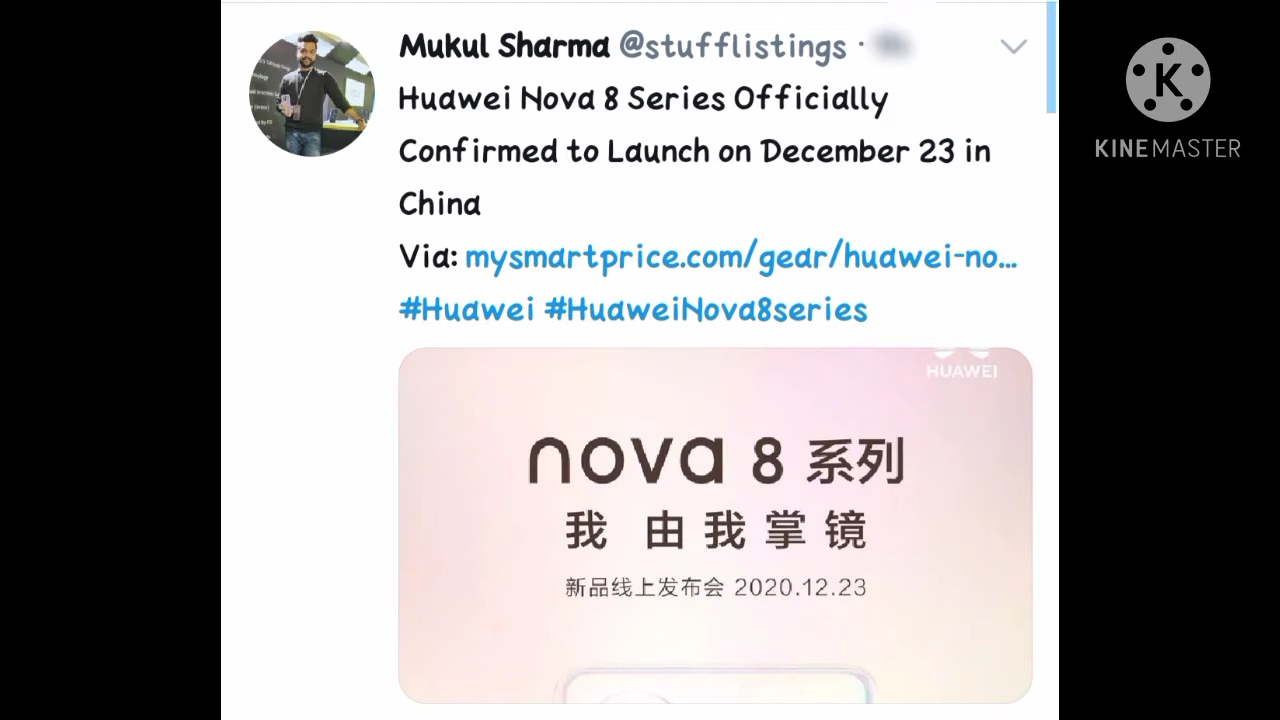 Mukul Sharma @stufflistings ·
Huawei Nova 8 Series Officially
Confirmed to Launch on December 23 in
China
Via: mysmartprice.com/gear/huawei-no...
#Huawei #HuaweiNova8series
HUAWEI
nova 8 系列
我 由我掌镜
新品线上发布会 2020.12.23
K
KINEMASTER